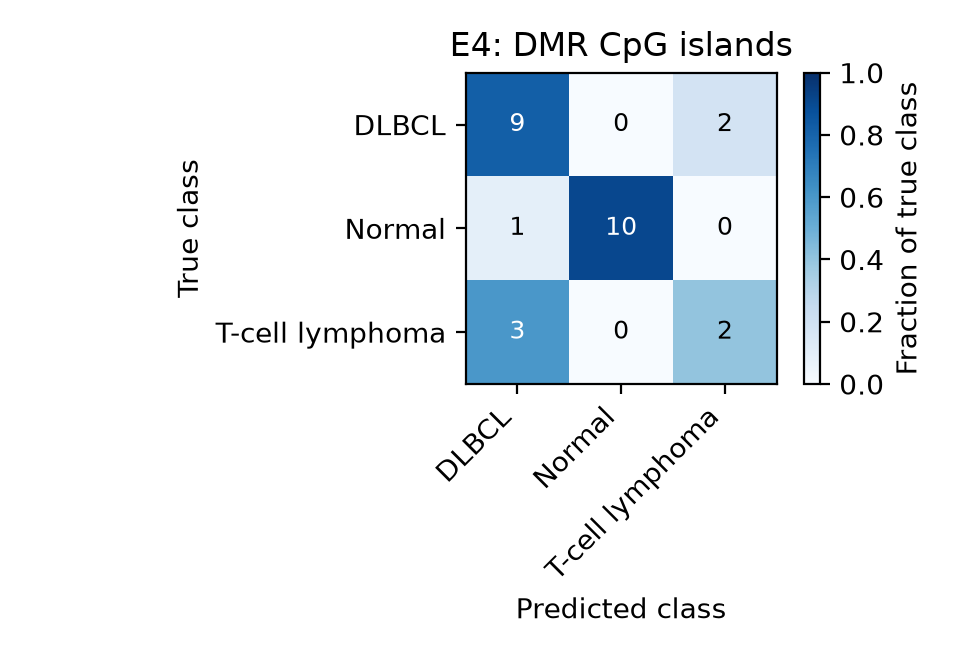 E4: DMR CpG islands
True class
DLBCL
9 0 2
Normal
1 10 0
T-cell lymphoma
3 0 2
DLBCL
Normal
T-cell lymphoma
Predicted class
1.0
0.8
0.6
0.4
0.2
0.0
Fraction of true class